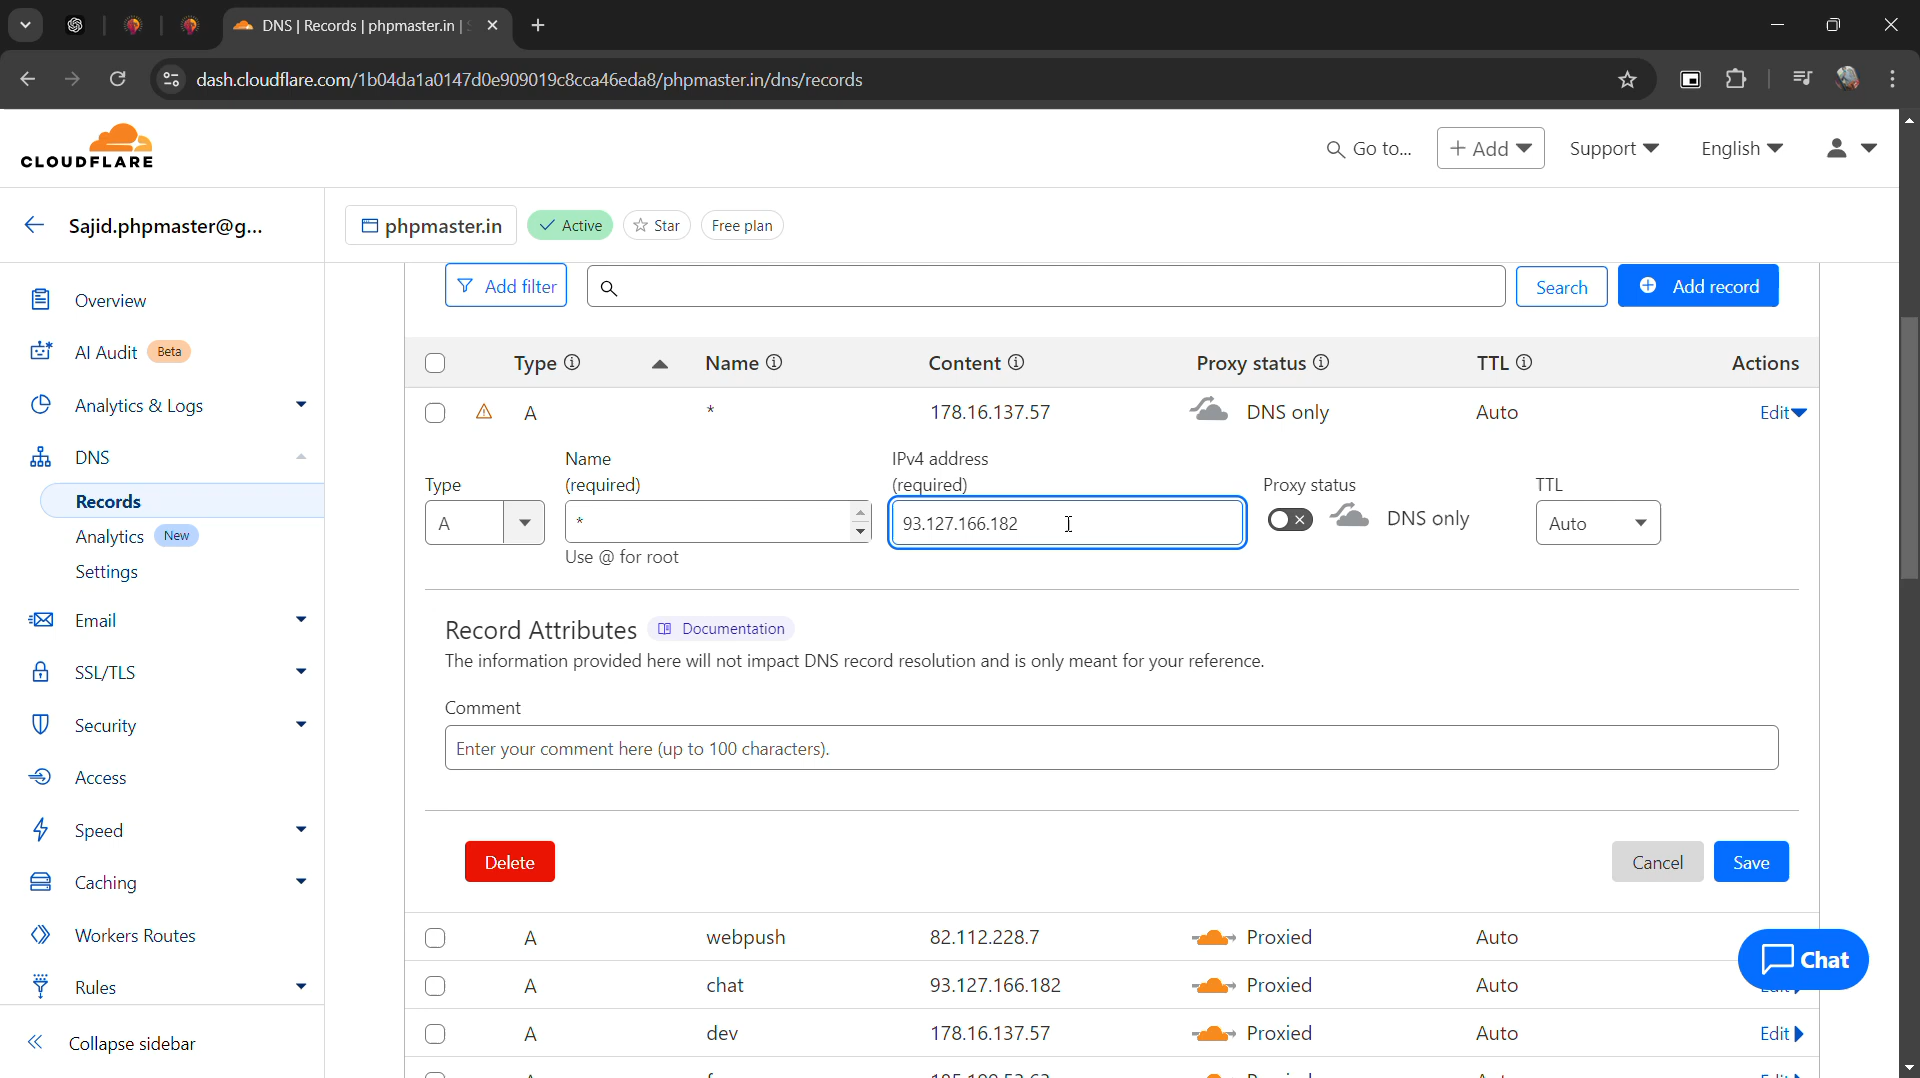 DNS | Records | phpmaster.in |
dash.cloudflare.com/1b04da1a0147d0e909019c8cca46eda8/phpmaster.in/dns/records
CLOUDFLARE
Go to...
+ Add
Support
English
Sajid.phpmaster@g...
phpmaster.in
Active
Star
Free plan
Overview
AI Audit Beta
Analytics & Logs
DNS
Records
Analytics New
Settings
Email
SSL/TLS
Security
Access
Speed
Caching
Workers Routes
Rules
Collapse sidebar
Add filter
Search
Add record
Type Name Content Proxy status TTL Actions
A * 178.16.137.57 DNS only Auto Edit
Type
A
Name
(required)
*
Use @ for root
IPv4 address
(required)
93.127.166.182
Proxy status
DNS only
TTL
Auto
Record Attributes Documentation
The information provided here will not impact DNS record resolution and is only meant for your reference.
Comment
Enter your comment here (up to 100 characters).
Delete
Cancel
Save
A webpush 82.112.228.7 Proxied Auto
A chat 93.127.166.182 Proxied Auto
A dev 178.16.137.57 Proxied Auto Edit
Chat